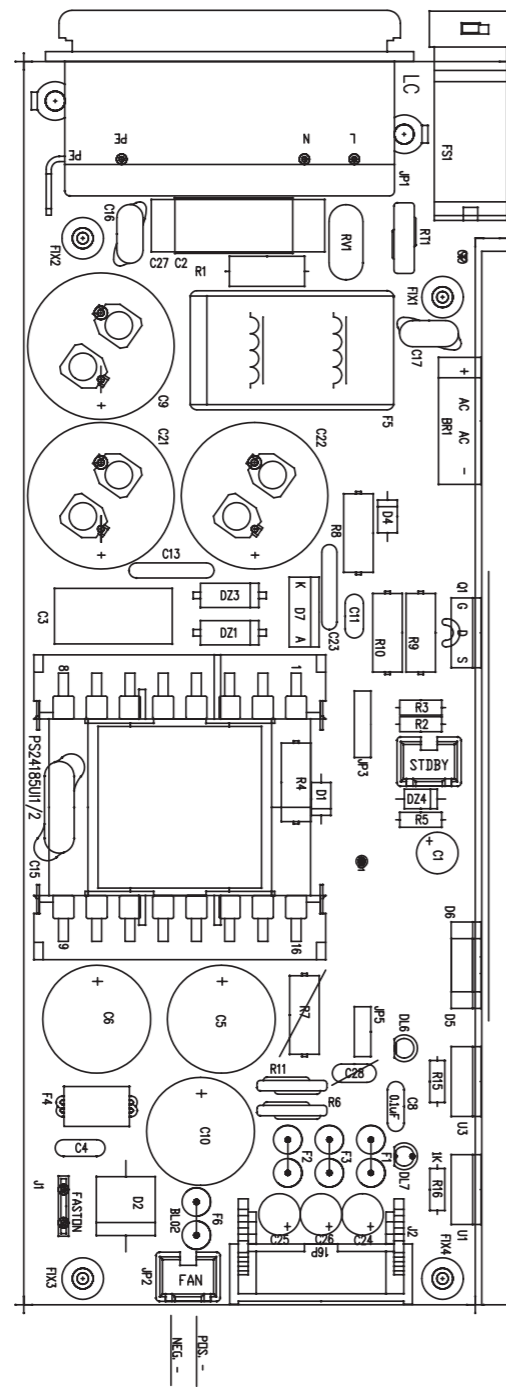 LC
FS1
PE
N
L
PE
JP1
C16
FIX2
C27 C2
R1
RV1
RT1
FIX1
C17
C9
F5
+
AC
AC
-
BR1
+
C21
C22
+
+
R8
D4
C13
C3
DZ3
DZ1
K
D7
A
C23
C11
R10
R9
Q1
G
D
S
8
1
R3
R2
JP3
STDBY
PS24185UI1/2
R4
D1
DZ4
R5
+
C1
C15
9
16
D6
D5
+
C6
+
C5
R7
JP5
DL6
R11
C28
R15
F4
+
C10
R6
C8
0.1uF
U3
C4
F2
F3
F1
DL7
1K
R16
U1
J1
FASTON
D2
F6
BL02
+
C25
+
C26
+
C24
J2
16P
FIX3
JP2
FAN
FIX4
POS. -
NEG. -